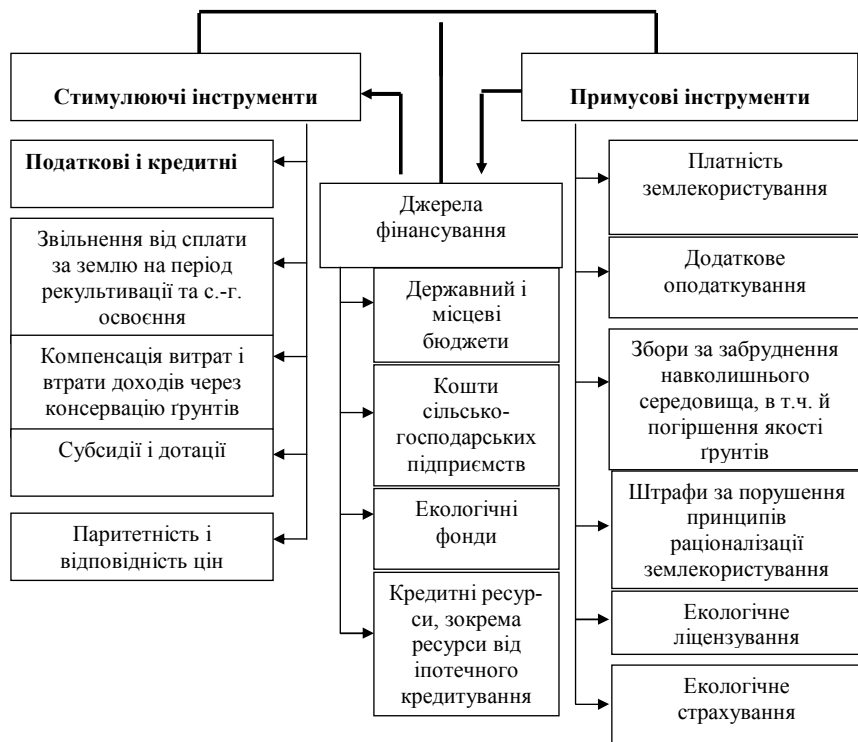 Стимулюючі інструменти
Податкові і кредитні
Звільнення від сплати
за землю на період
рекультивації та с.-г.
освоєння
Компенсація витрат і
втрати доходів через
консервацію ґрунтів
Субсидії і дотації
Паритетність і
відповідність цін
Джерела
фінансування
Державний і
місцеві
бюджети
Кошти
сільсько-
господарських
підприємств
Екологічні
фонди
Кредитні ресур-
си, зокрема
ресурси від
іпотечного
кредитування
Примусові інструменти
Платність
землекористування
Додаткове
оподаткування
Збори за забруднення
навколишнього
середовища, в т.ч. й
погіршення якості
ґрунтів
Штрафи за порушення
принципів
раціоналізації
землекористування
Екологічне
ліцензування
Екологічне
страхування